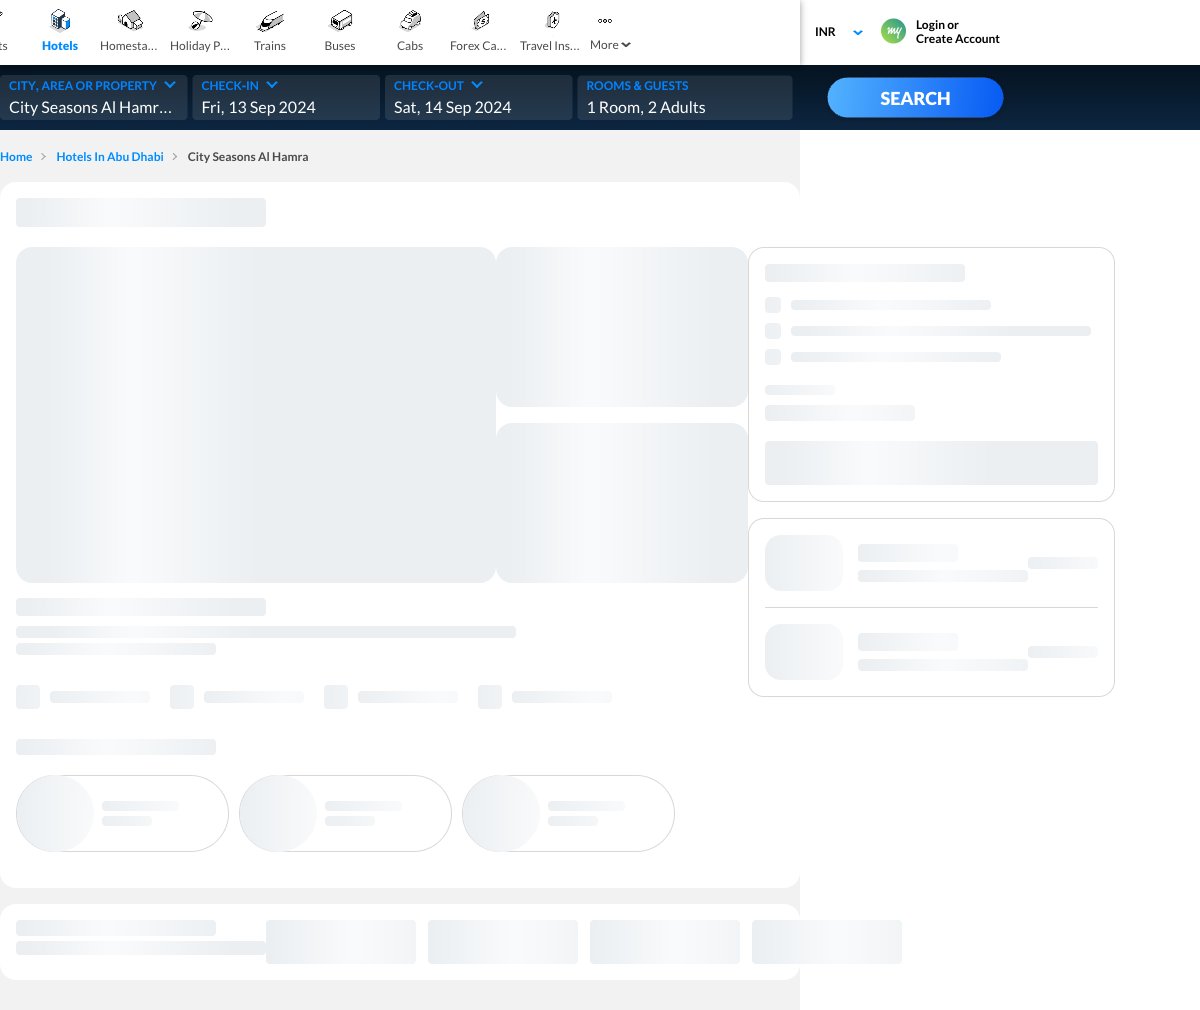 ts
Hotels
Homesta...
Holiday P...
Trains
Buses
Cabs
Forex Ca...
Travel Ins...
More
INR
my
Login or
Create Account
CITY, AREA OR PROPERTY
City Seasons Al Hamr...
CHECK-IN
Fri, 13 Sep 2024
CHECK-OUT
Sat, 14 Sep 2024
ROOMS & GUESTS
1 Room, 2 Adults
SEARCH
Home
Hotels In Abu Dhabi
City Seasons Al Hamra